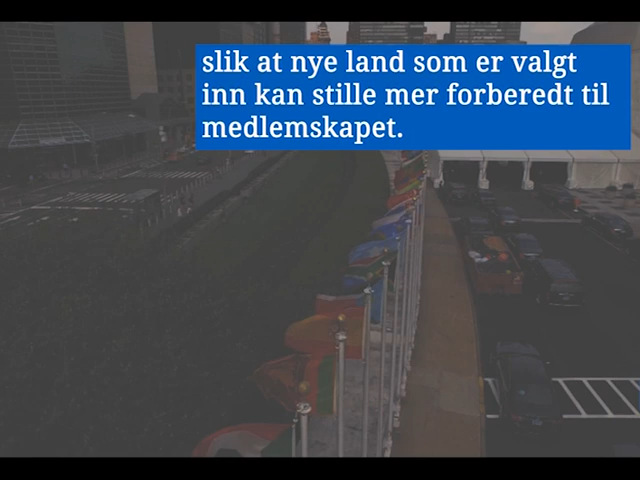 slik at nye land som er valgt
inn kan stille mer forberedt til
medlemskapet.